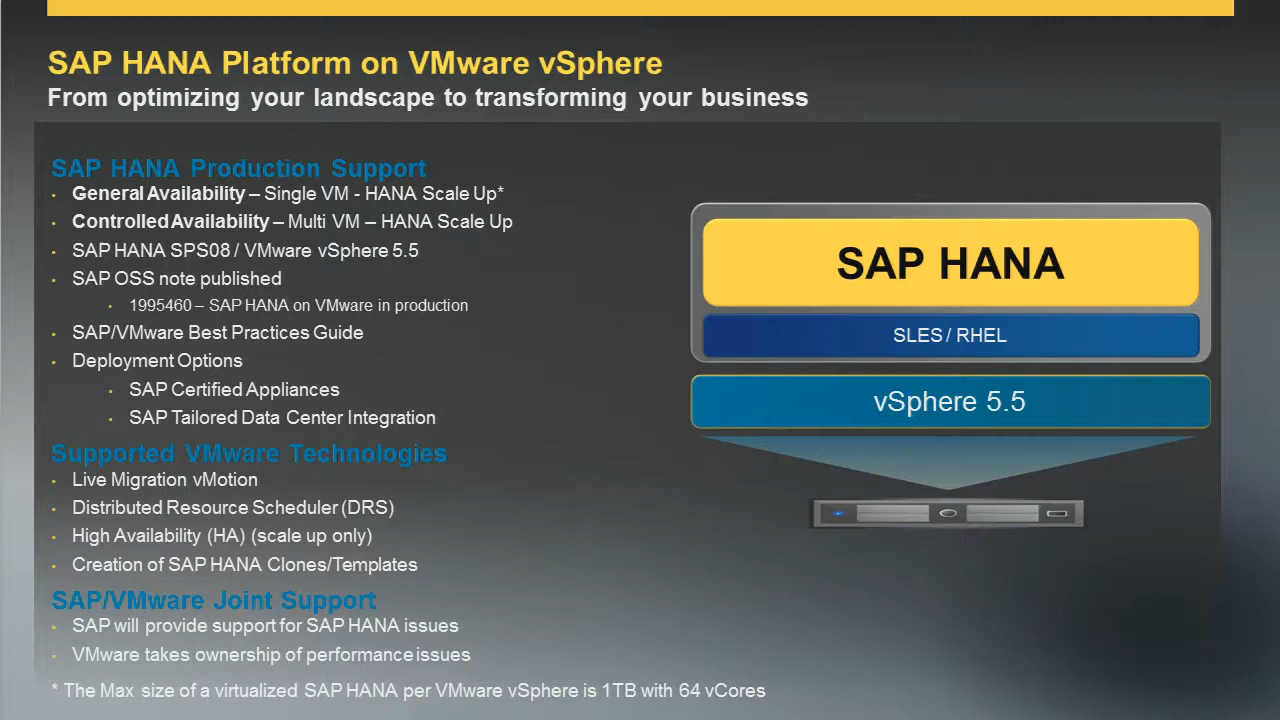 SAP HANA Platform on VMware vSphere
From optimizing your landscape to transforming your business
SAP HANA Production Support
General Availability – Single VM - HANA Scale Up*
Controlled Availability – Multi VM – HANA Scale Up
SAP HANA SPS08 / VMware vSphere 5.5
SAP OSS note published
1995460 – SAP HANA on VMware in production
SAP/VMware Best Practices Guide
Deployment Options
SAP Certified Appliances
SAP Tailored Data Center Integration
Supported VMware Technologies
Live Migration vMotion
Distributed Resource Scheduler (DRS)
High Availability (HA) (scale up only)
Creation of SAP HANA Clones/Templates
SAP/VMware Joint Support
SAP will provide support for SAP HANA issues
VMware takes ownership of performance issues
* The Max size of a virtualized SAP HANA per VMware vSphere is 1TB with 64 vCores
SAP HANA
SLES / RHEL
vSphere 5.5